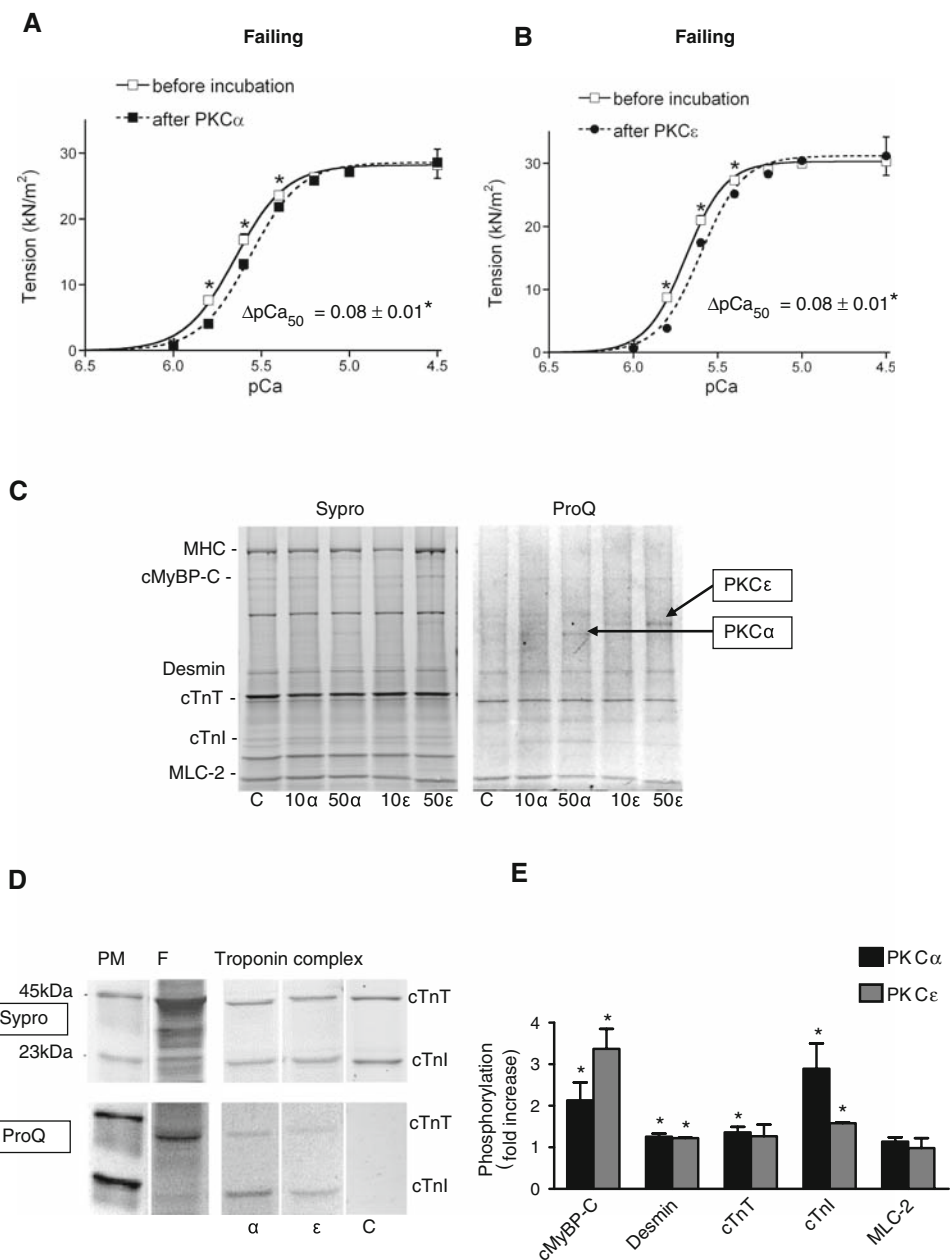 A
Failing
before incubation
after PKCα
Tension (kN/m²)
30
20
10
0
6.5
6.0
5.5
5.0
4.5
pCa
*
*
*
ΔpCa50 = 0.08 ± 0.01*
B
Failing
before incubation
after PKCε
Tension (kN/m²)
30
20
10
0
6.5
6.0
5.5
5.0
4.5
pCa
*
*
*
ΔpCa50 = 0.08 ± 0.01*
C
Sypro
ProQ
MHC -
cMyBP-C -
Desmin
cTnT -
cTnI -
MLC-2 -
PKCε
PKCα
C 10α 50α 10ε 50ε
C 10α 50α 10ε 50ε
D
PM F Troponin complex
45kDa
Sypro
23kDa
cTnT
cTnI
ProQ
cTnT
cTnI
α ε C
E
PKCα
PKCε
Phosphorylation
(fold increase)
4
3
2
1
0
*
*
*
*
*
*
*
cMyBP-C
Desmin
cTnT
cTnI
MLC-2